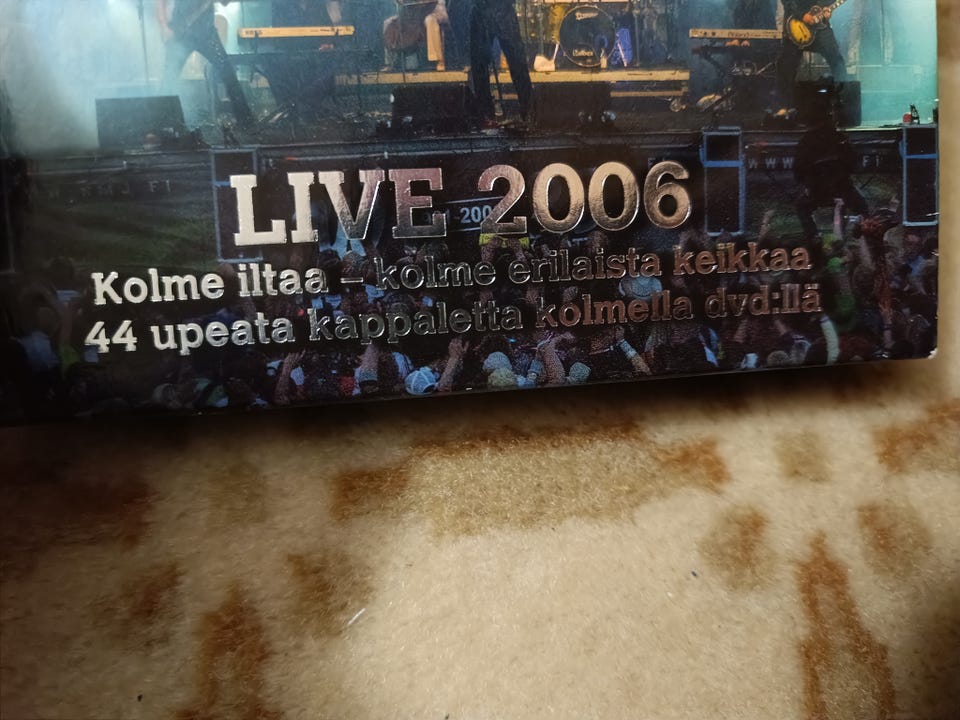 LIVE 2006
Kolme iltaa – kolme erilaista keikkaa
44 upeata kappaletta kolmella dvd:llä